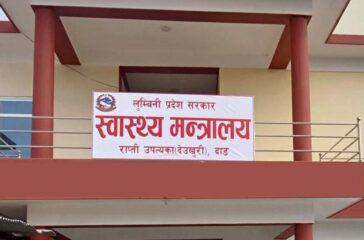 लुम्बिनी प्रदेश सरकार
स्वास्थ्य मन्त्रालय
राप्ती उपत्यका(देउखुरी), दाङ